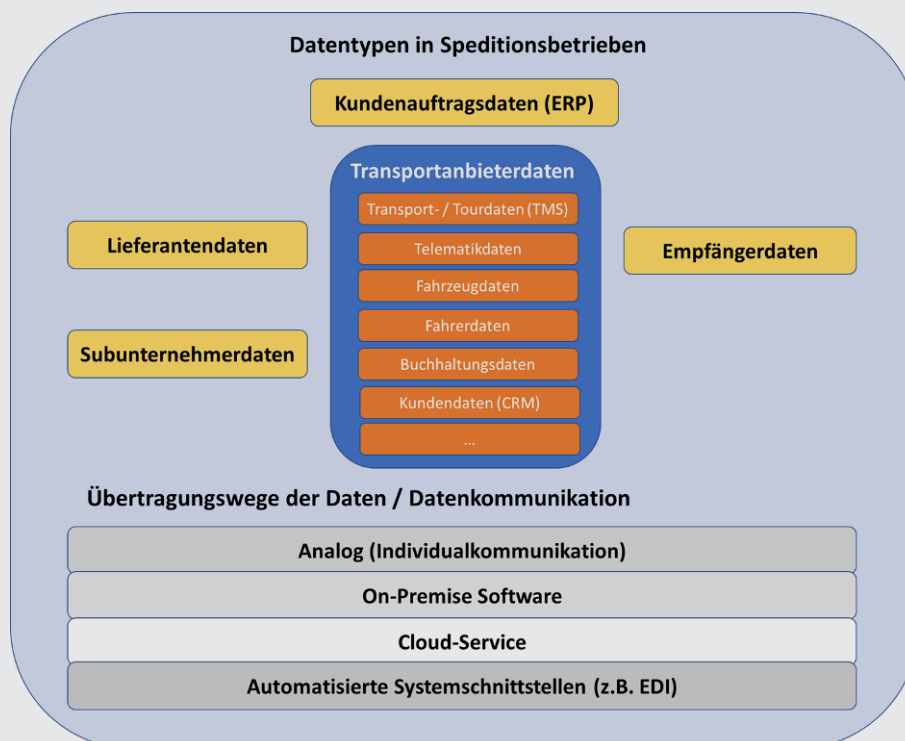 Datentypen in Speditionsbetrieben
Kundenauftragsdaten (ERP)
Transportanbieterdaten
Transport- / Tourdaten (TMS)
Telematikdaten
Fahrzeugdaten
Fahrerdaten
Buchhaltungsdaten
Kundendaten (CRM)
...
Lieferantendaten
Subunternehmerdaten
Empfängerdaten
Übertragungswege der Daten / Datenkommunikation
Analog (Individualkommunikation)
On-Premise Software
Cloud-Service
Automatisierte Systemschnittstellen (z.B. EDI)